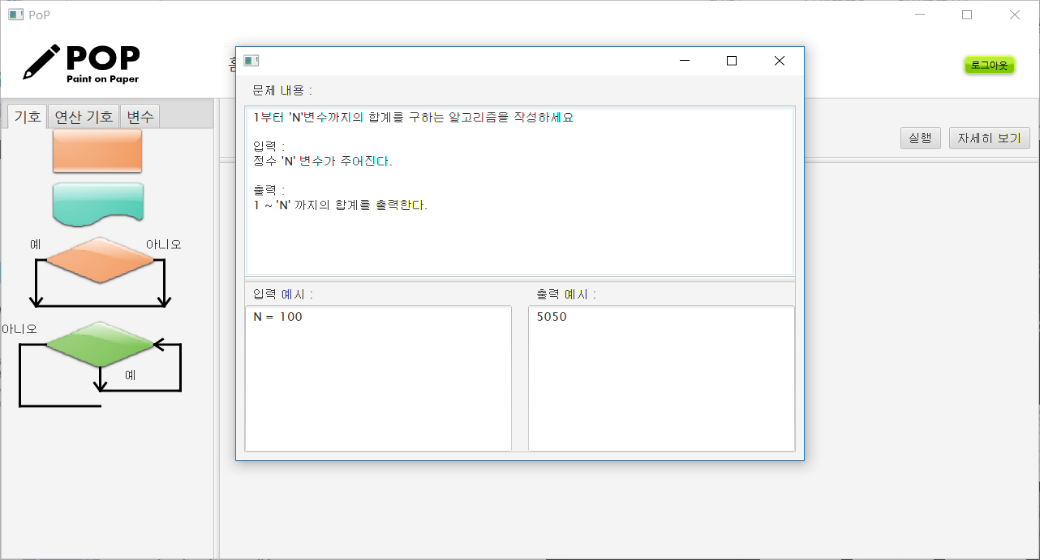 PoP
POP
Paint on Paper
로그아웃
기호 연산 기호 변수
실행 자세히 보기
예 아니오
아니오
예
문제 내용 :
1부터 'N'변수까지의 합계를 구하는 알고리즘을 작성하세요
입력 :
정수 'N' 변수가 주어진다.
출력 :
1 ~ 'N' 까지의 합계를 출력한다.
입력 예시 : 출력 예시 :
N = 100 5050